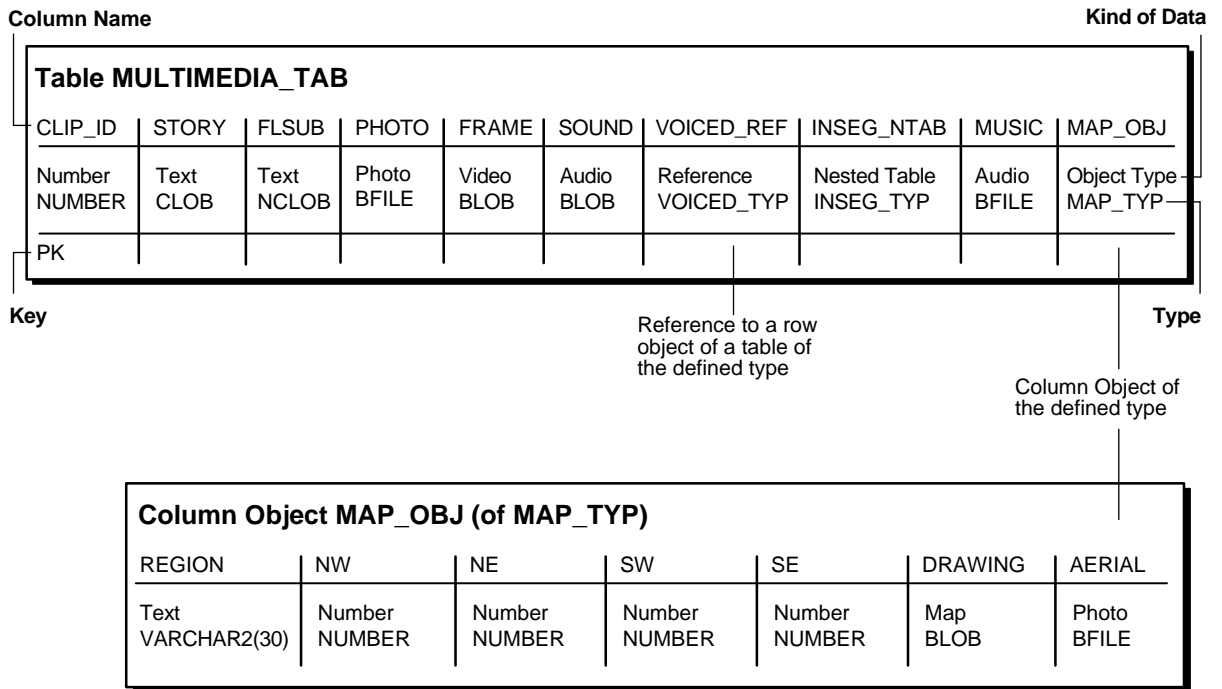 Column Name
Kind of Data
Table MULTIMEDIA_TAB
CLIP_ID STORY FLSUB PHOTO FRAME SOUND VOICED_REF INSEG_NTAB MUSIC MAP_OBJ
Number Text Text Photo Video Audio Reference Nested Table Audio Object Type
NUMBER CLOB NCLOB BFILE BLOB BLOB VOICED_TYP INSEG_TYP BFILE MAP_TYP
PK
Key
Type
Reference to a row
object of a table of
the defined type
Column Object of
the defined type
Column Object MAP_OBJ (of MAP_TYP)
REGION NW NE SW SE DRAWING AERIAL
Text Number Number Number Number Map Photo
VARCHAR2(30) NUMBER NUMBER NUMBER NUMBER BLOB BFILE